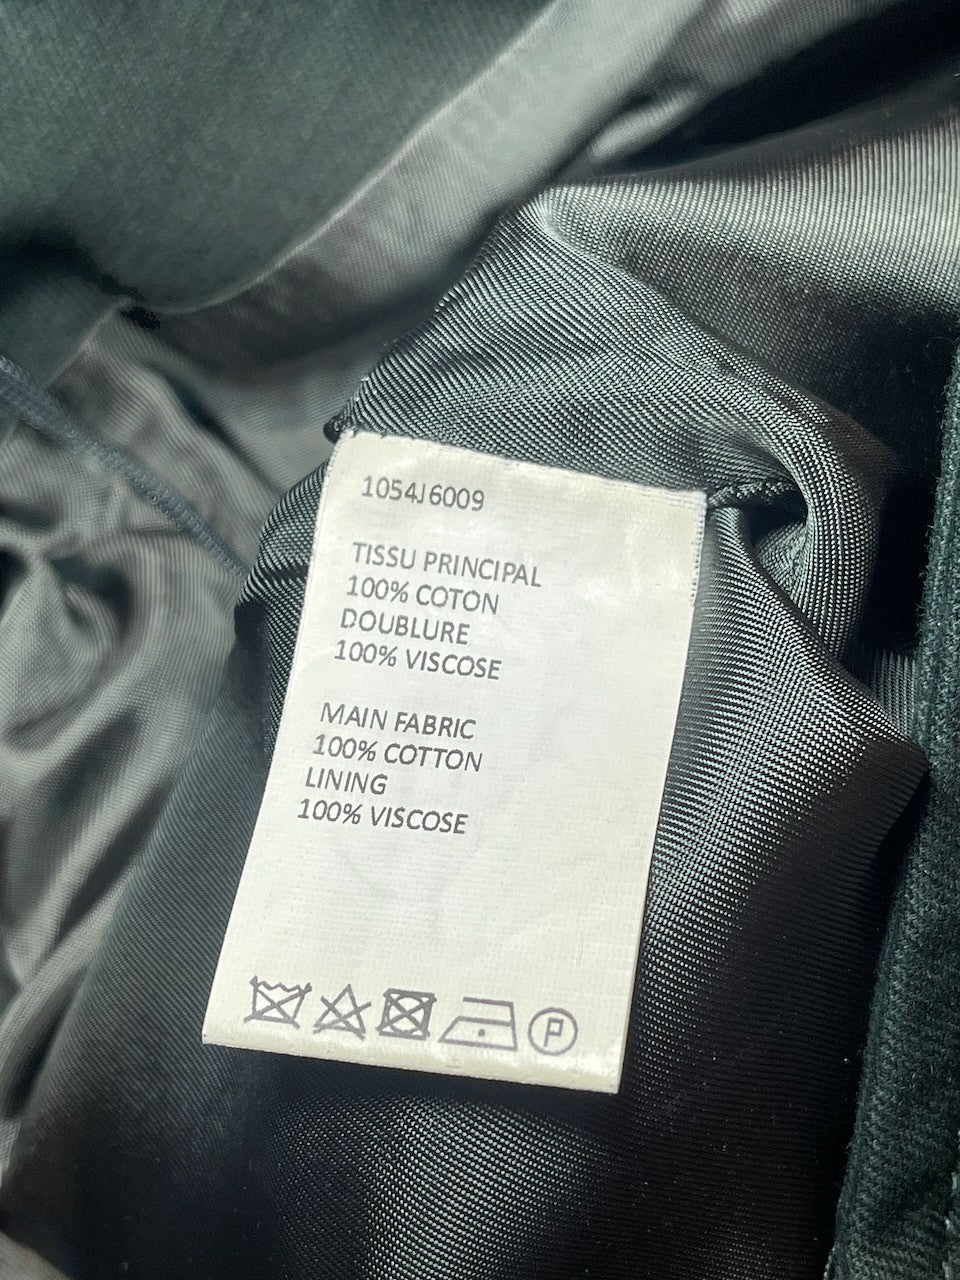 1054J6009
TISSU PRINCIPAL
100% COTON
DOUBLURE
100% VISCOSE
MAIN FABRIC
100% COTTON
LINING
100% VISCOSE
P